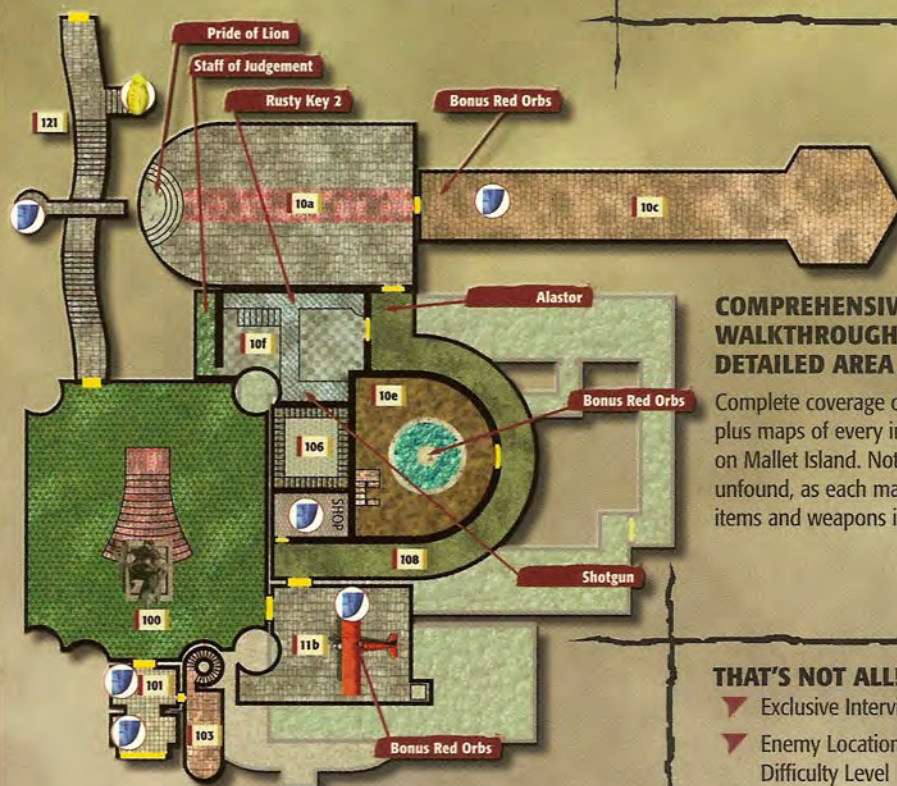 Pride of Lion
Staff of Judgement
Rusty Key 2
Bonus Red Orbs
121
10a
10c
Alastor
10f
10e
Bonus Red Orbs
106
SHOP
108
Shotgun
100
11b
101
103
Bonus Red Orbs
COMPREHENSIV
WALKTHROUGH
DETAILED AREA
Complete coverage o
plus maps of every in
on Mallet Island. Not
unfound, as each ma
items and weapons i
THAT'S NOT ALL
Exclusive Interv
Enemy Location
Difficulty Level